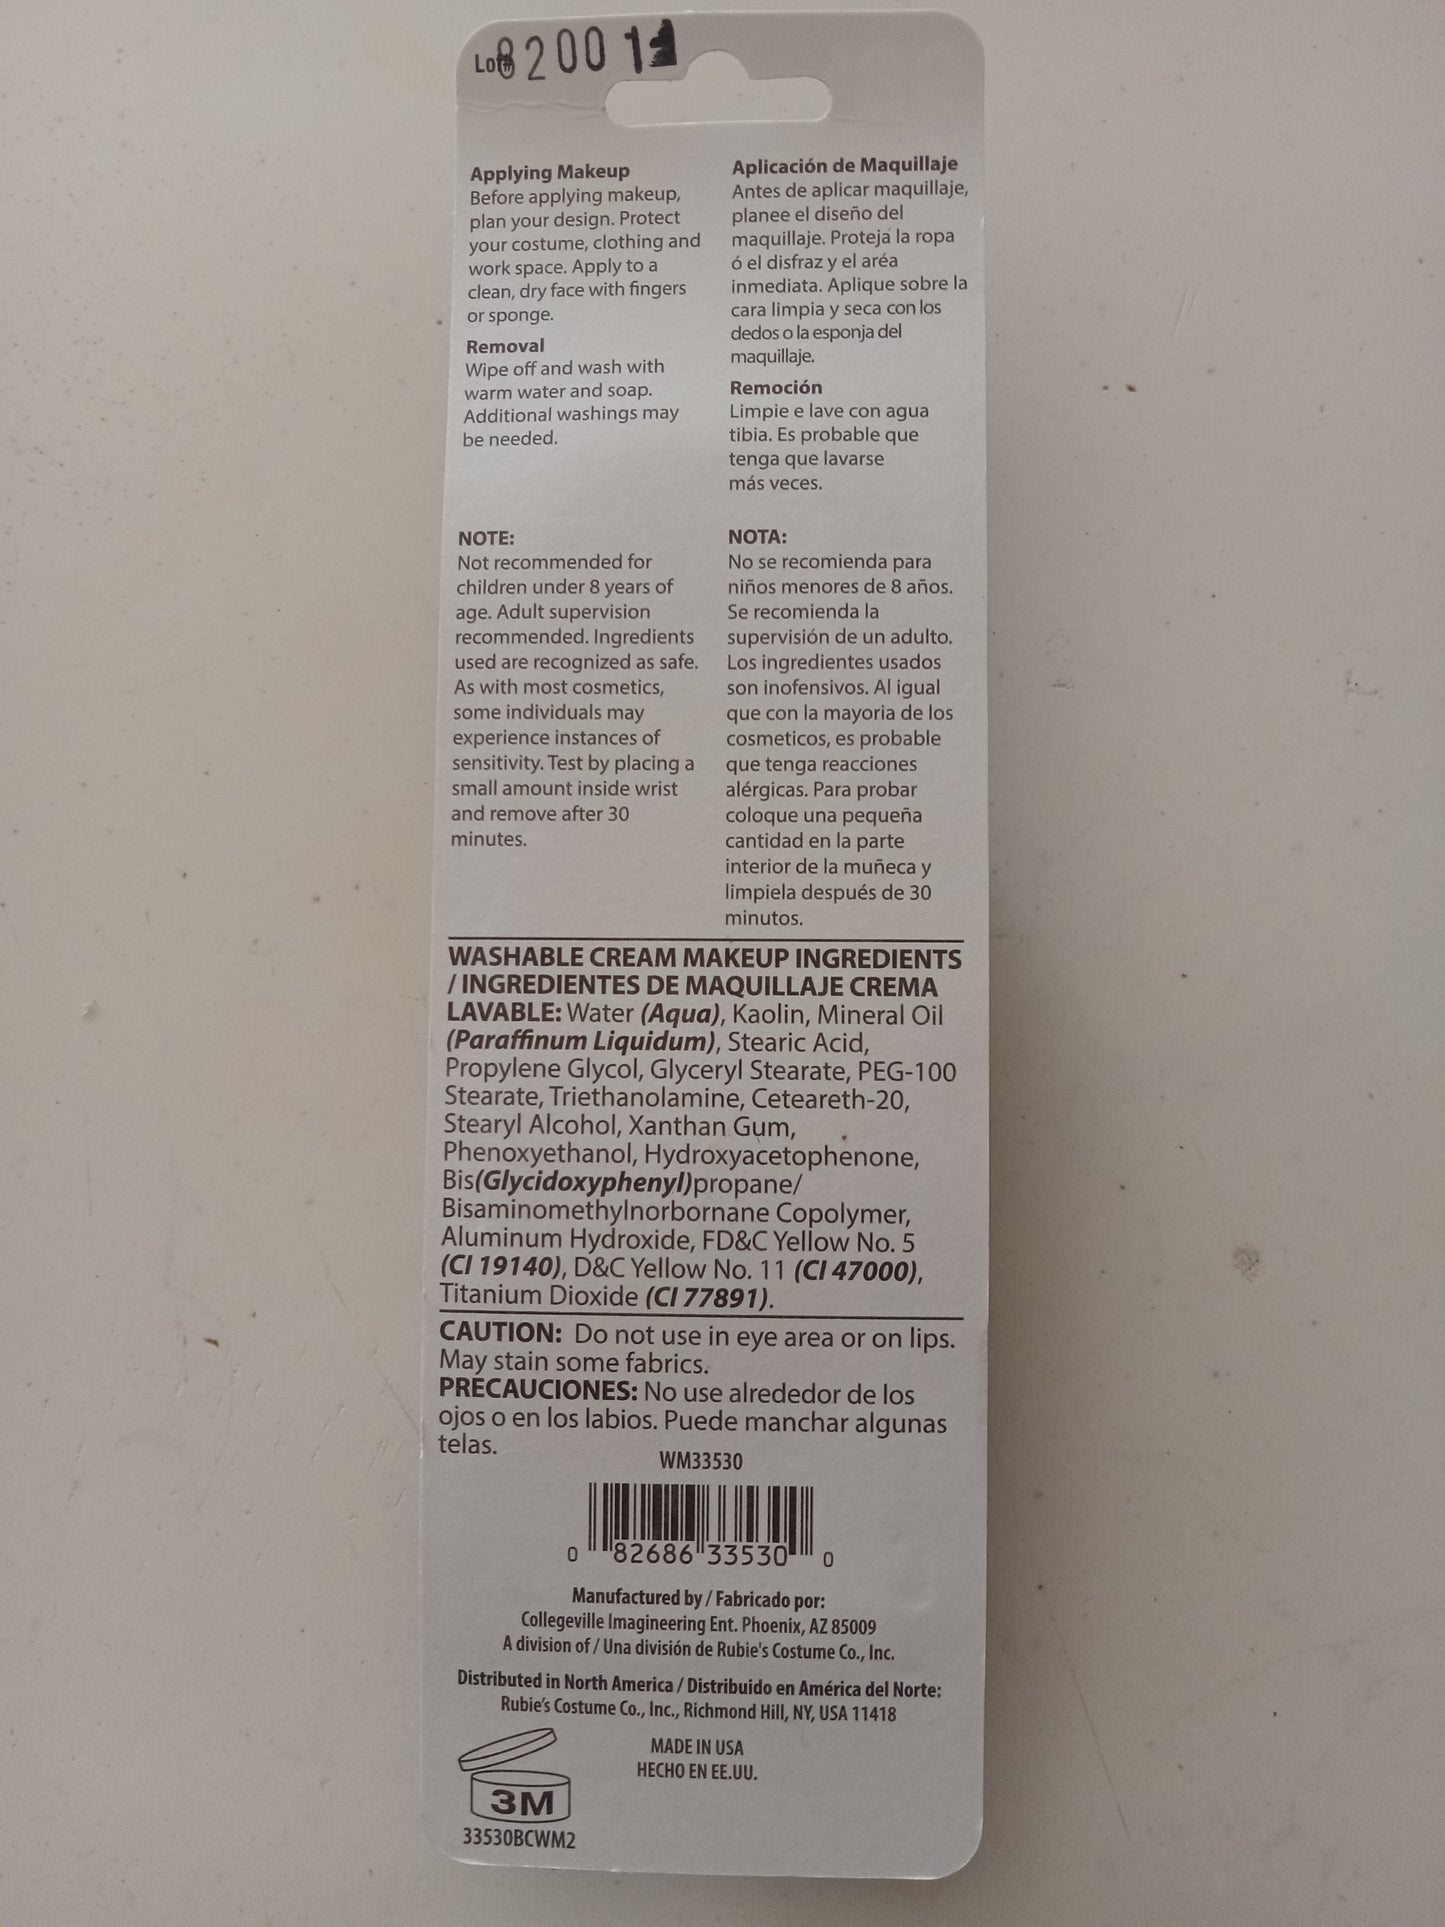 Lot# 82001
Applying Makeup
Before applying makeup,
plan your design. Protect
your costume, clothing and
work space. Apply to a
clean, dry face with fingers
or sponge.
Removal
Wipe off and wash with
warm water and soap.
Additional washings may
be needed.
Aplicación de Maquillaje
Antes de aplicar maquillaje,
planee el diseño del
maquillaje. Proteja la ropa
ó el disfraz y el aréa
inmediata. Aplique sobre la
cara limpia y seca con los
dedos o la esponja del
maquillaje.
Remoción
Limpie e lave con agua
tibia. Es probable que
tenga que lavarse
más veces.
NOTE:
Not recommended for
children under 8 years of
age. Adult supervision
recommended. Ingredients
used are recognized as safe.
As with most cosmetics,
some individuals may
experience instances of
sensitivity. Test by placing a
small amount inside wrist
and remove after 30
minutes.
NOTA:
No se recomienda para
niños menores de 8 años.
Se recomienda la
supervisión de un adulto.
Los ingredientes usados
son inofensivos. Al igual
que con la mayoria de los
cosmeticos, es probable
que tenga reacciones
alérgicas. Para probar
coloque una pequeña
cantidad en la parte
interior de la muñeca y
limpiela después de 30
minutos.
WASHABLE CREAM MAKEUP INGREDIENTS
/ INGREDIENTES DE MAQUILLAJE CREMA
LAVABLE: Water (Aqua), Kaolin, Mineral Oil
(Paraffinum Liquidum), Stearic Acid,
Propylene Glycol, Glyceryl Stearate, PEG-100
Stearate, Triethanolamine, Ceteareth-20,
Stearyl Alcohol, Xanthan Gum,
Phenoxyethanol, Hydroxyacetophenone,
Bis(Glycidoxyphenyl)propane/
Bisaminomethylnorbornane Copolymer,
Aluminum Hydroxide, FD&C Yellow No. 5
(CI 19140), D&C Yellow No. 11 (CI 47000),
Titanium Dioxide (CI 77891).
CAUTION: Do not use in eye area or on lips.
May stain some fabrics.
PRECAUCIONES: No use alrededor de los
ojos o en los labios. Puede manchar algunas
telas.
WM33530
0 82686 33530 0
Manufactured by / Fabricado por:
Collegeville Imagineering Ent. Phoenix, AZ 85009
A division of / Una división de Rubie's Costume Co., Inc.
Distributed in North America / Distribuido en América del Norte:
Rubie's Costume Co., Inc., Richmond Hill, NY, USA 11418
MADE IN USA
HECHO EN EE.UU.
3M
33530BCWM2